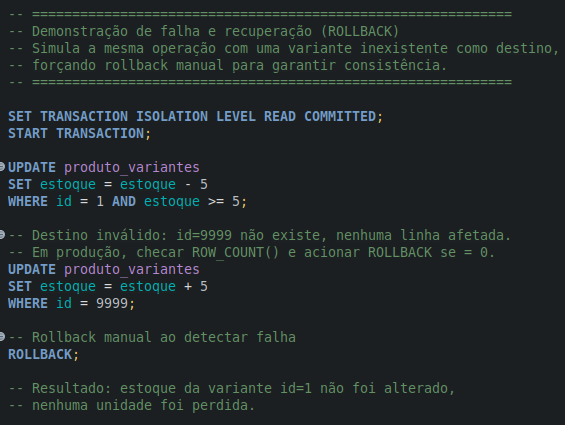 -- ============================================================
-- Demonstração de falha e recuperação (ROLLBACK)
-- Simula a mesma operação com uma variante inexistente como destino,
-- forçando rollback manual para garantir consistência.
-- ============================================================
SET TRANSACTION ISOLATION LEVEL READ COMMITTED;
START TRANSACTION;
UPDATE produto_variantes
SET estoque = estoque - 5
WHERE id = 1 AND estoque >= 5;
-- Destino inválido: id=9999 não existe, nenhuma linha afetada.
-- Em produção, checar ROW_COUNT() e acionar ROLLBACK se = 0.
UPDATE produto_variantes
SET estoque = estoque + 5
WHERE id = 9999;
-- Rollback manual ao detectar falha
ROLLBACK;
-- Resultado: estoque da variante id=1 não foi alterado,
-- nenhuma unidade foi perdida.